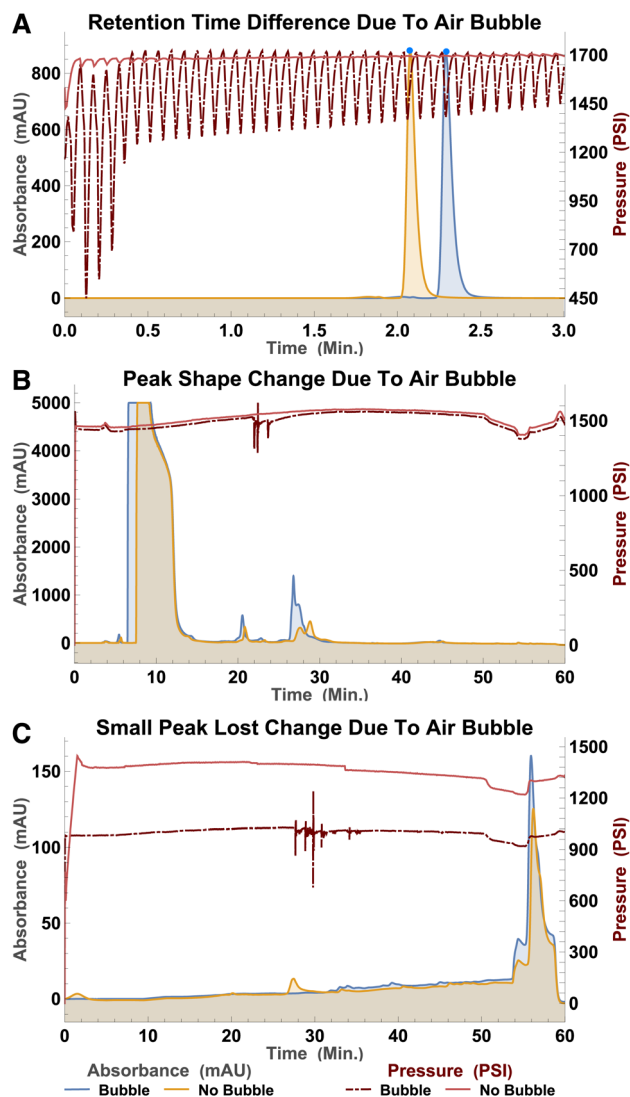 A
Retention Time Difference Due To Air Bubble
Absorbance (mAU)
800
600
400
200
0
1700
1450
1200
950
700
450
Pressure (PSI)
0.0 0.5 1.0 1.5 2.0 2.5 3.0
Time (Min.)
B
Peak Shape Change Due To Air Bubble
Absorbance (mAU)
5000
4000
3000
2000
1000
0
1500
1000
500
0
Pressure (PSI)
0 10 20 30 40 50 60
Time (Min.)
C
Small Peak Lost Change Due To Air Bubble
Absorbance (mAU)
150
100
50
0
1500
1200
900
600
300
0
Pressure (PSI)
0 10 20 30 40 50 60
Time (Min.)
Absorbance (mAU) Pressure (PSI)
Bubble No Bubble Bubble No Bubble